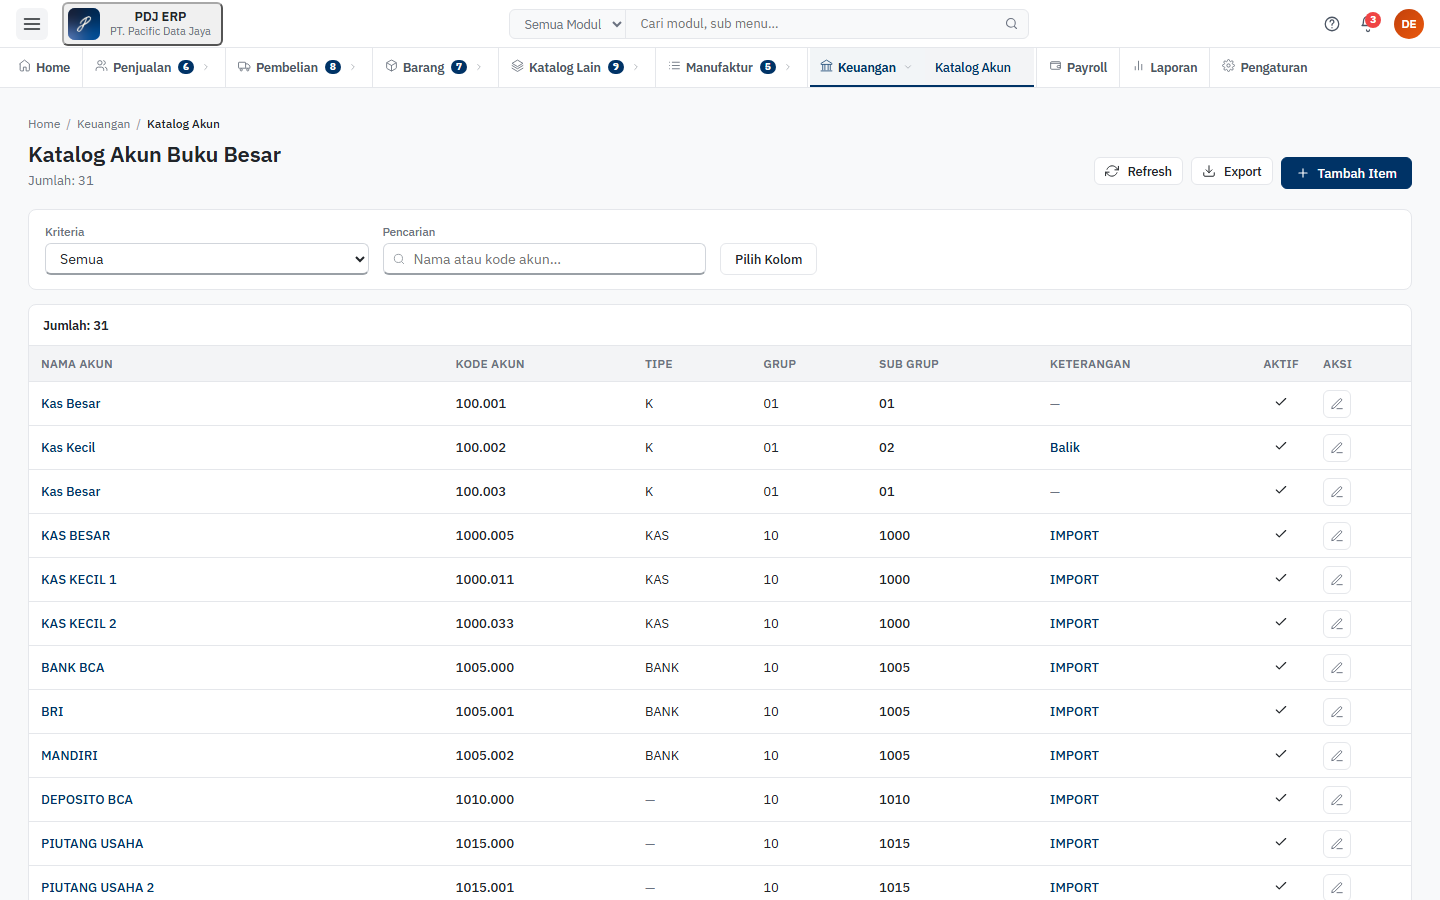 PDJ ERP
PT. Pacific Data Jaya
Semua Modul
Cari modul, sub menu...
3
DE
Home
Penjualan 6
Pembelian 8
Barang 7
Katalog Lain 9
Manufaktur 5
Keuangan
Katalog Akun
Payroll
Laporan
Pengaturan
Home / Keuangan / Katalog Akun
Katalog Akun Buku Besar
Jumlah: 31
Refresh
Export
Tambah Item
Kriteria
Pencarian
Semua
Nama atau kode akun...
Pilih Kolom
Jumlah: 31
NAMA AKUN KODE AKUN TIPE GRUP SUB GRUP KETERANGAN AKTIF AKSI
Kas Besar 100.001 K 01 01 —
Kas Kecil 100.002 K 01 02 Balik
Kas Besar 100.003 K 01 01 —
KAS BESAR 1000.005 KAS 10 1000 IMPORT
KAS KECIL 1 1000.011 KAS 10 1000 IMPORT
KAS KECIL 2 1000.033 KAS 10 1000 IMPORT
BANK BCA 1005.000 BANK 10 1005 IMPORT
BRI 1005.001 BANK 10 1005 IMPORT
MANDIRI 1005.002 BANK 10 1005 IMPORT
DEPOSITO BCA 1010.000 — 10 1010 IMPORT
PIUTANG USAHA 1015.000 — 10 1015 IMPORT
PIUTANG USAHA 2 1015.001 — 10 1015 IMPORT